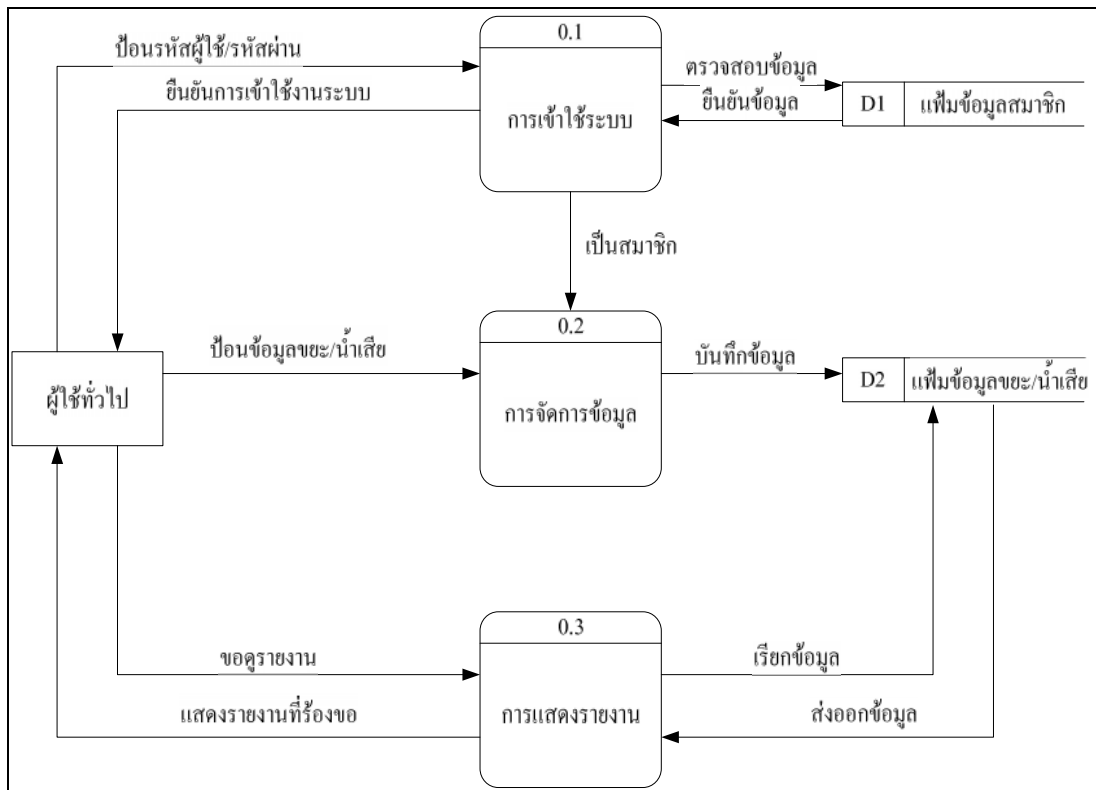 0.1
ป้อนรหัสผู้ใช้/รหัสผ่าน
ตรวจสอบข้อมูล
ยืนยันการเข้าใช้งานระบบ
ยืนยันข้อมูล
D1
แฟ้มข้อมูลสมาชิก
การเข้าใช้ระบบ
เป็นสมาชิก
0.2
ป้อนข้อมูลขยะ/น้ำเสีย
บันทึกข้อมูล
D2
แฟ้มข้อมูลขยะ/น้ำเสีย
ผู้ใช้ทั่วไป
การจัดการข้อมูล
0.3
ขอดูรายงาน
เรียกข้อมูล
แสดงรายงานที่ร้องขอ
การแสดงรายงาน
ส่งออกข้อมูล